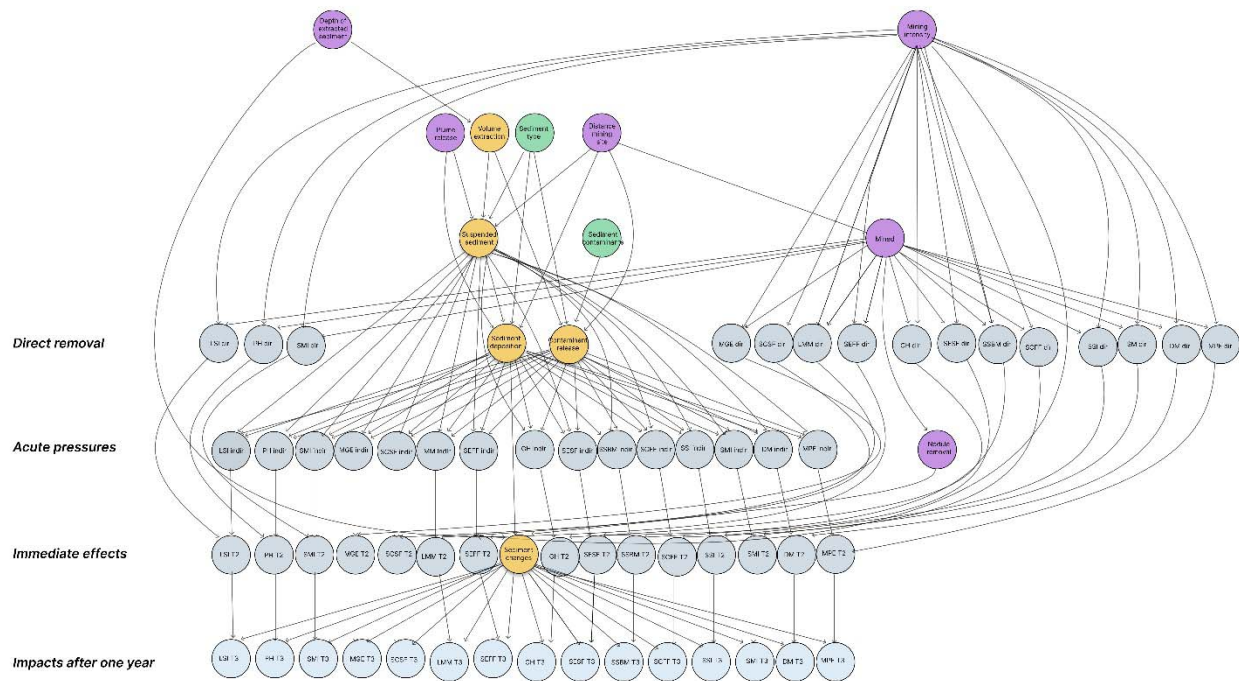 Depth of
extracted
sediment
Mining
intensity
Plume
release
Volume
extraction
Sediment
type
Distance
mining
site
Suspended
sediment
Sediment
contaminants
Mined
Direct removal
LSI dir
PH dir
SMI dir
Sediment
deposition
Contaminant
release
MGE dir
SCSF dir
LMM dir
SEFF dir
CH dir
SESF dir
SSBM dir
SCFF dir
SSI dir
SM dir
DM dir
MPF dir
Acute pressures
LSI indir
PH indir
SMI indir
MGE indir
SCSF indir
MM indir
SEFF indir
CH indir
SESF indir
SSBM indir
SCFF indir
SSI indir
SMI indir
DM indir
MPF indir
Nodule
removal
Immediate effects
LSI T2
PH T2
SMI T2
MGE T2
SCSF T2
LMM T2
SEFF T2
Sediment
changes
CH T2
SESF T2
SSBM T2
SCFF T2
SSI T2
SMI T2
DM T2
MPF T2
Impacts after one year
LSI T3
PH T3
SMI T3
MGE T3
SCSF T3
LMM T3
SEFF T3
CH T3
SESF T3
SSBM T3
SCFF T3
SSI T3
SMI T3
DM T3
MPF T3